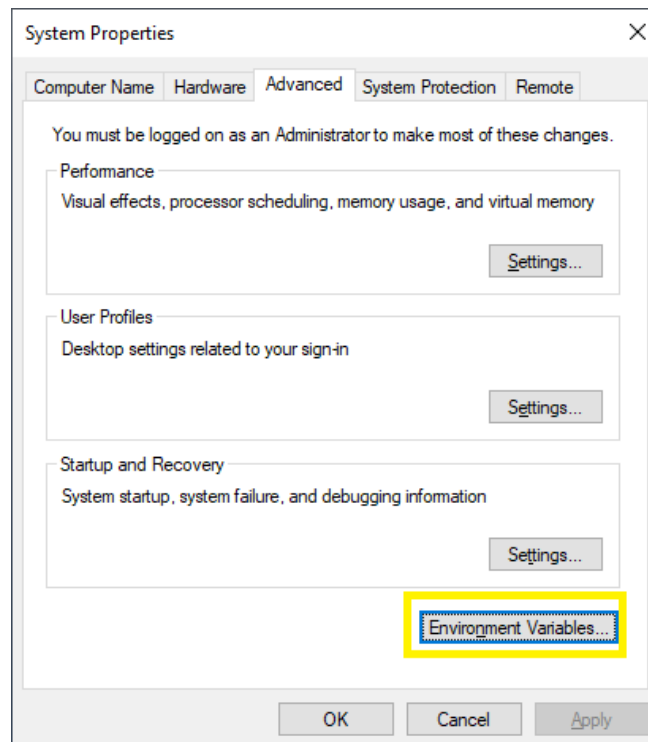 System Properties
Computer Name Hardware Advanced System Protection Remote
You must be logged on as an Administrator to make most of these changes.
Performance
Visual effects, processor scheduling, memory usage, and virtual memory
Settings...
User Profiles
Desktop settings related to your sign-in
Settings...
Startup and Recovery
System startup, system failure, and debugging information
Settings...
Environment Variables...
OK Cancel Apply